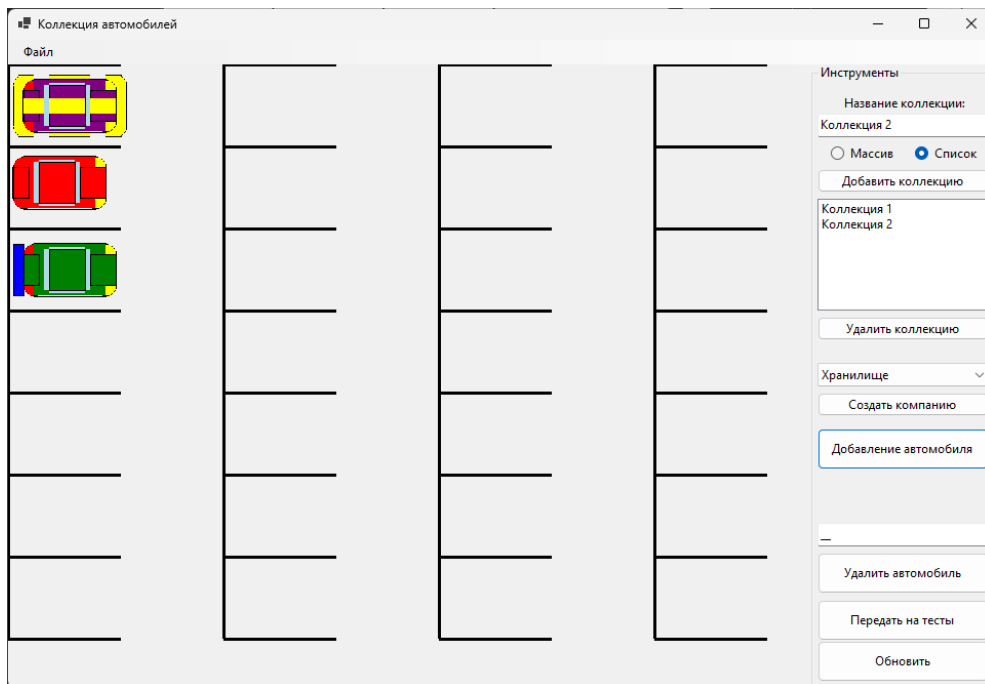 Коллекция автомобилей
Файл
Инструменты
Название коллекции:
Коллекция 2
Массив
Список
Добавить коллекцию
Коллекция 1
Коллекция 2
Удалить коллекцию
Хранилище
Создать компанию
Добавление автомобиля
__
Удалить автомобиль
Передать на тесты
Обновить